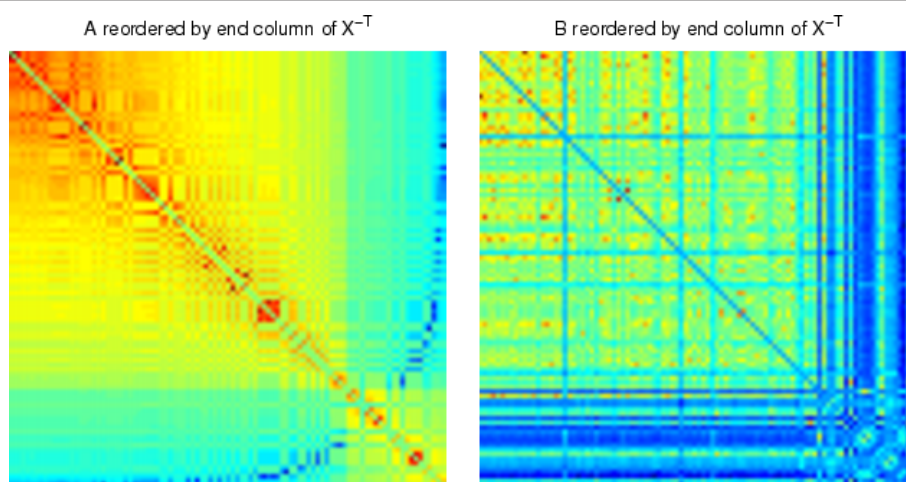 A reordered by end column of X^-T
B reordered by end column of X^-T